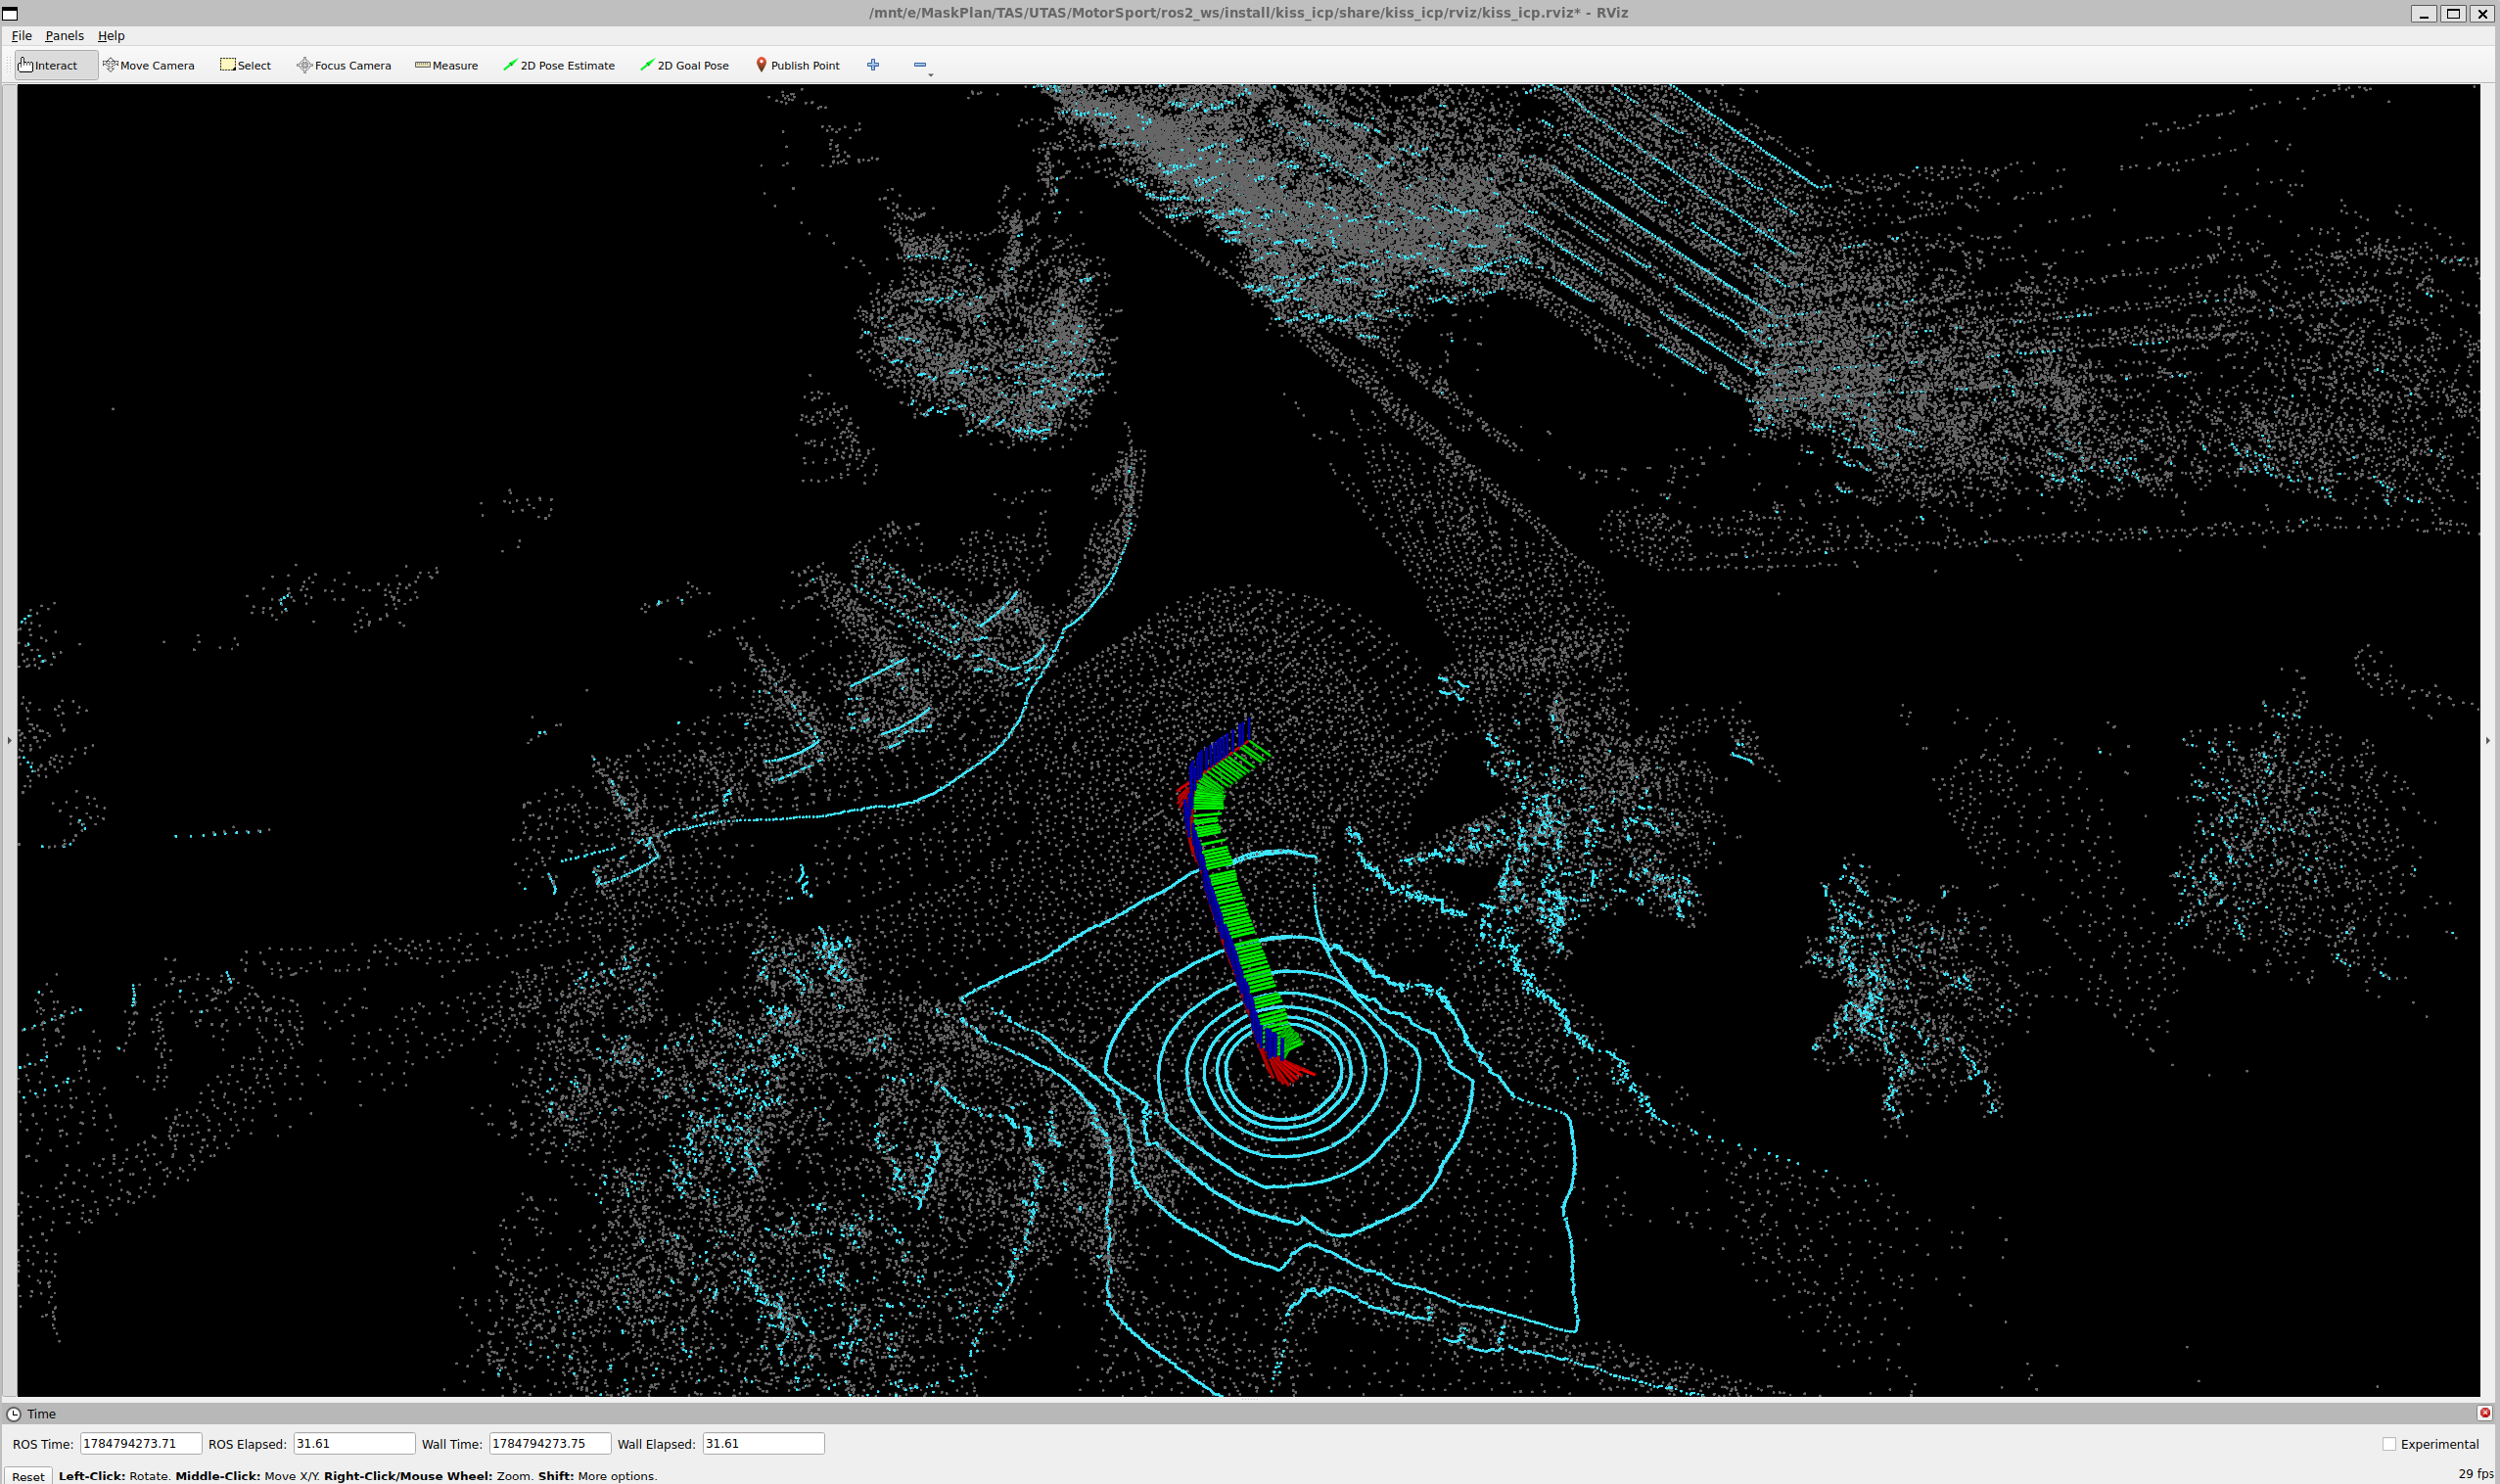 /mnt/e/MaskPlan/TAS/UTAS/MotorSport/ros2_ws/install/kiss_icp/share/kiss_icp/rviz/kiss_icp.rviz* - RViz
File Panels Help
Interact Move Camera Select Focus Camera Measure 2D Pose Estimate 2D Goal Pose Publish Point
Time
ROS Time: 1784794273.71 ROS Elapsed: 31.61 Wall Time: 1784794273.75 Wall Elapsed: 31.61 Experimental
Reset Left-Click: Rotate. Middle-Click: Move X/Y. Right-Click/Mouse Wheel: Zoom. Shift: More options. 29 fps